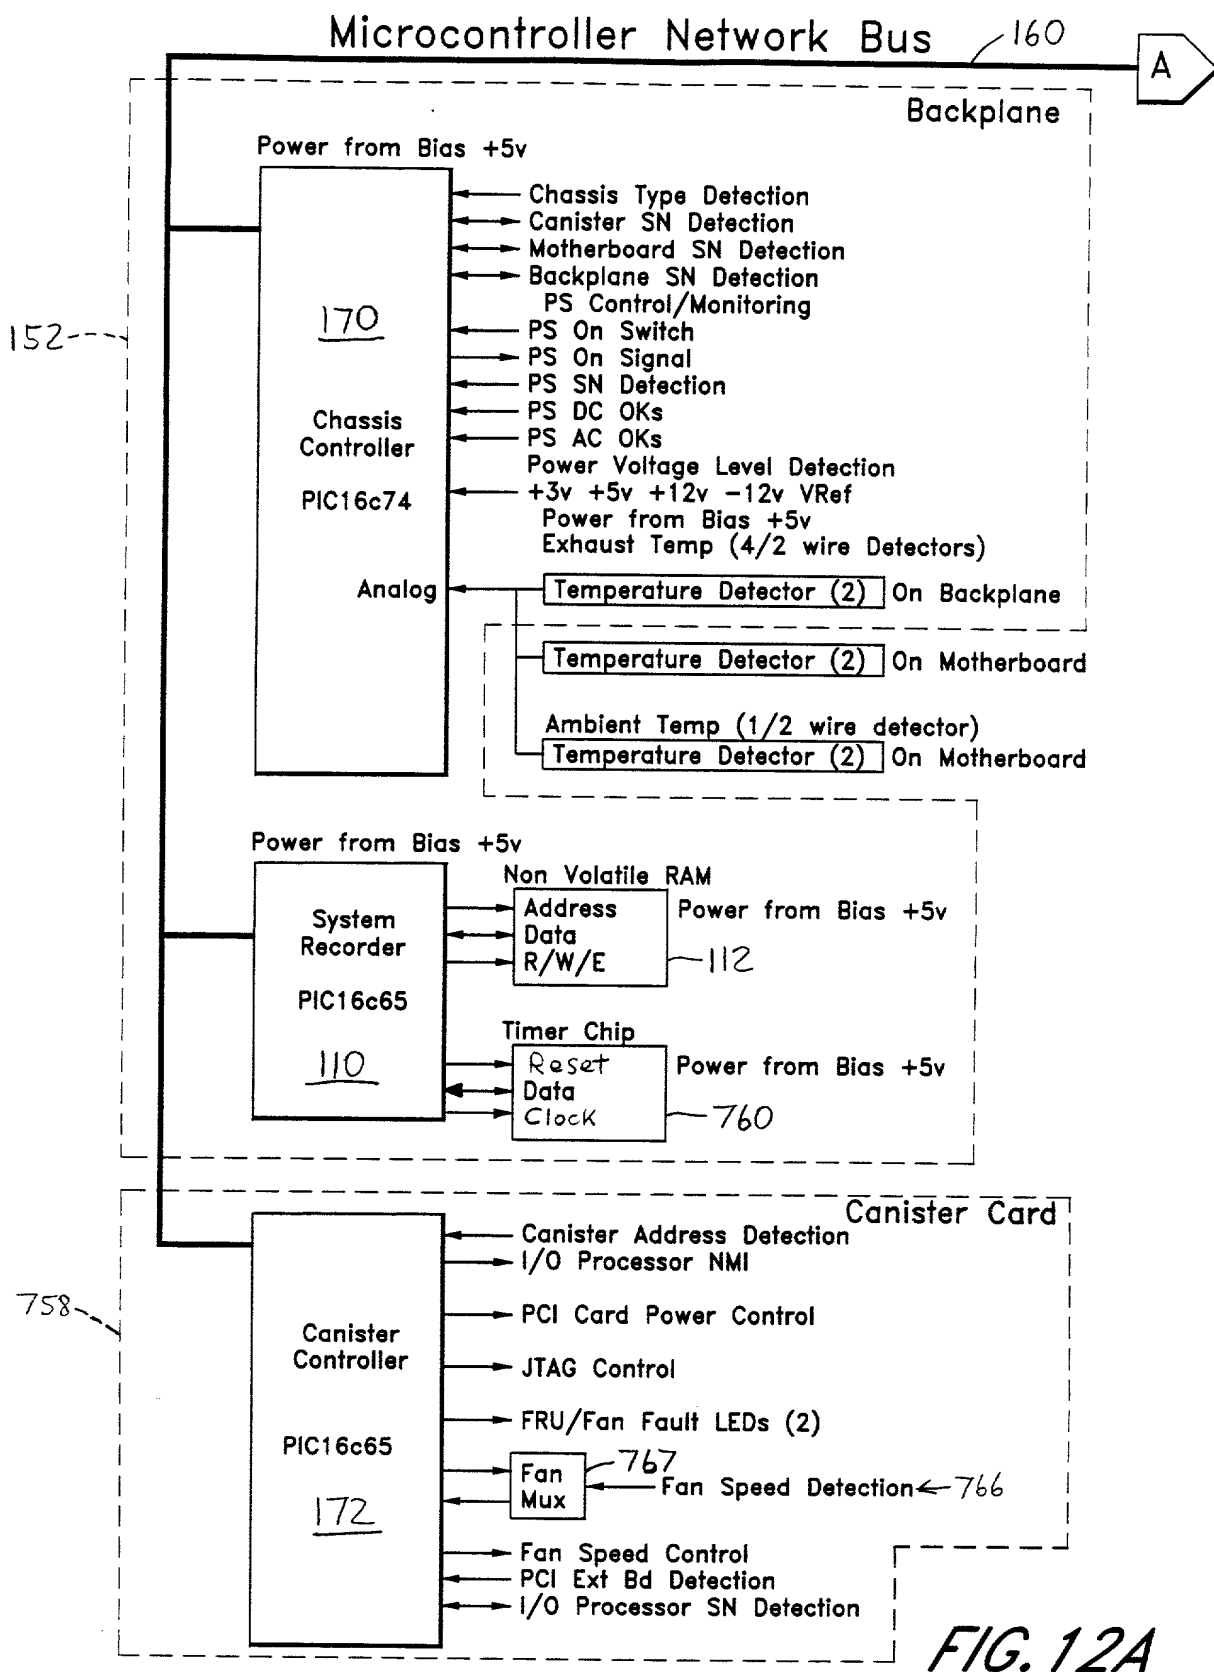 Microcontroller Network Bus
160
A
Backplane
Power from Bias +5v
Chassis Type Detection
Canister SN Detection
Motherboard SN Detection
Backplane SN Detection
PS Control/Monitoring
170
152
PS On Switch
PS On Signal
PS SN Detection
PS DC OKs
PS AC OKs
Chassis
Controller
PIC16c74
Power Voltage Level Detection
+3v +5v +12v -12v VRef
Power from Bias +5v
Exhaust Temp (4/2 wire Detectors)
Analog
Temperature Detector (2) On Backplane
Temperature Detector (2) On Motherboard
Ambient Temp (1/2 wire detector)
Temperature Detector (2) On Motherboard
Power from Bias +5v
Non Volatile RAM
System
Recorder
PIC16c65
110
Address
Data
R/W/E
Power from Bias +5v
112
Timer Chip
Reset
Data
Clock
Power from Bias +5v
760
Canister Card
Canister Address Detection
I/O Processor NMI
758
PCI Card Power Control
Canister
Controller
JTAG Control
FRU/Fan Fault LEDs (2)
PIC16c65
172
Fan
Mux
767
Fan Speed Detection
766
Fan Speed Control
PCI Ext Bd Detection
I/O Processor SN Detection
FIG. 12A